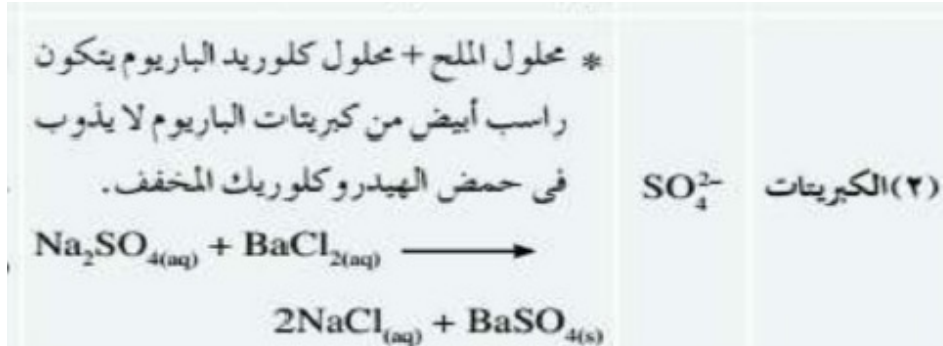 (٢) الكبريتات
SO₄²⁻
* محلول الملح + محلول كلوريد الباريوم يتكون
راسب أبيض من كبريتات الباريوم لا يذوب
فى حمض الهيدروكلوريك المخفف.
Na₂SO₄(aq) + BaCl₂(aq) ⟶
2NaCl(aq) + BaSO₄(s)